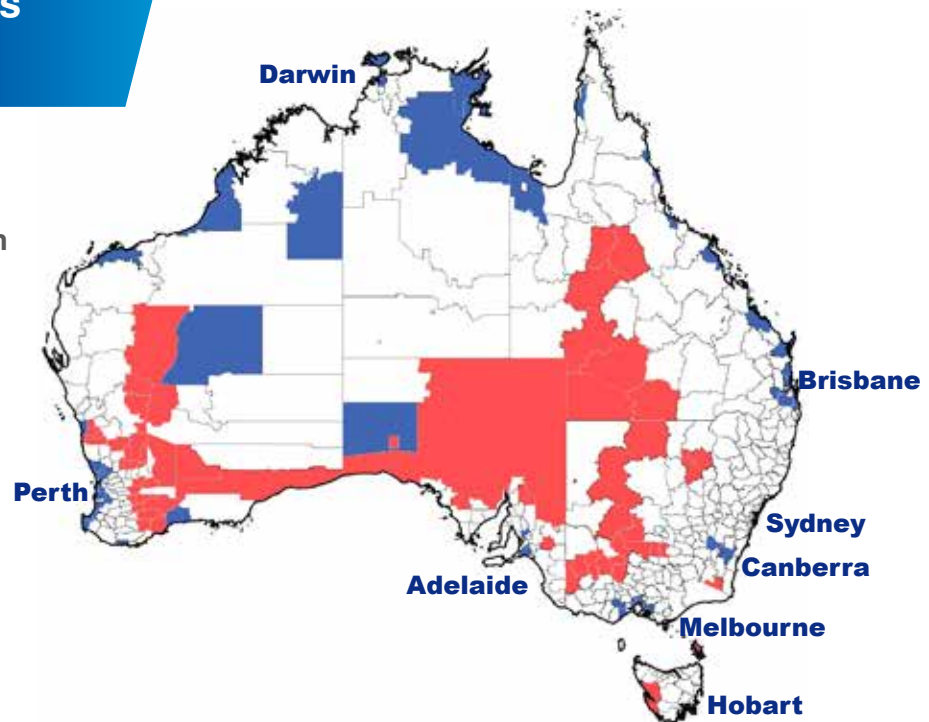 s
n
Darwin
Brisbane
Perth
Sydney
Canberra
Adelaide
Melbourne
Hobart